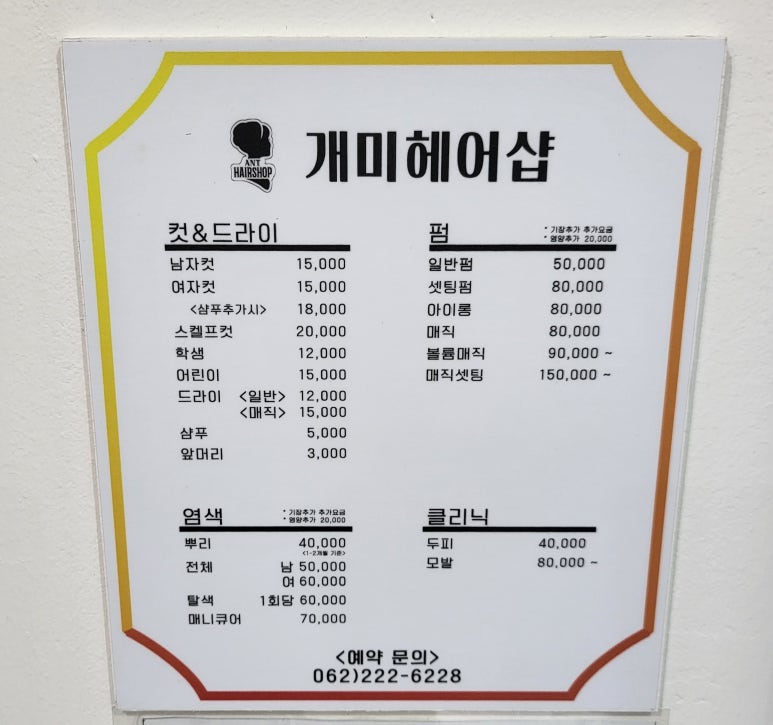 ANT
HAIRSHOP
개미헤어샵
컷&드라이
남자컷 15,000
여자컷 15,000
<샴푸추가시> 18,000
스켈프컷 20,000
학생 12,000
어린이 15,000
드라이 <일반> 12,000
<매직> 15,000
샴푸 5,000
앞머리 3,000
펌
* 기장추가 추가요금
* 영양추가 20,000
일반펌 50,000
셋팅펌 80,000
아이롱 80,000
매직 80,000
볼륨매직 90,000 ~
매직셋팅 150,000 ~
염색
* 기장추가 추가요금
* 영양추가 20,000
뿌리 40,000
<1-2개월 기준>
전체 남 50,000
여 60,000
탈색 1회당 60,000
매니큐어 70,000
클리닉
두피 40,000
모발 80,000 ~
<예약 문의>
062)222-6228